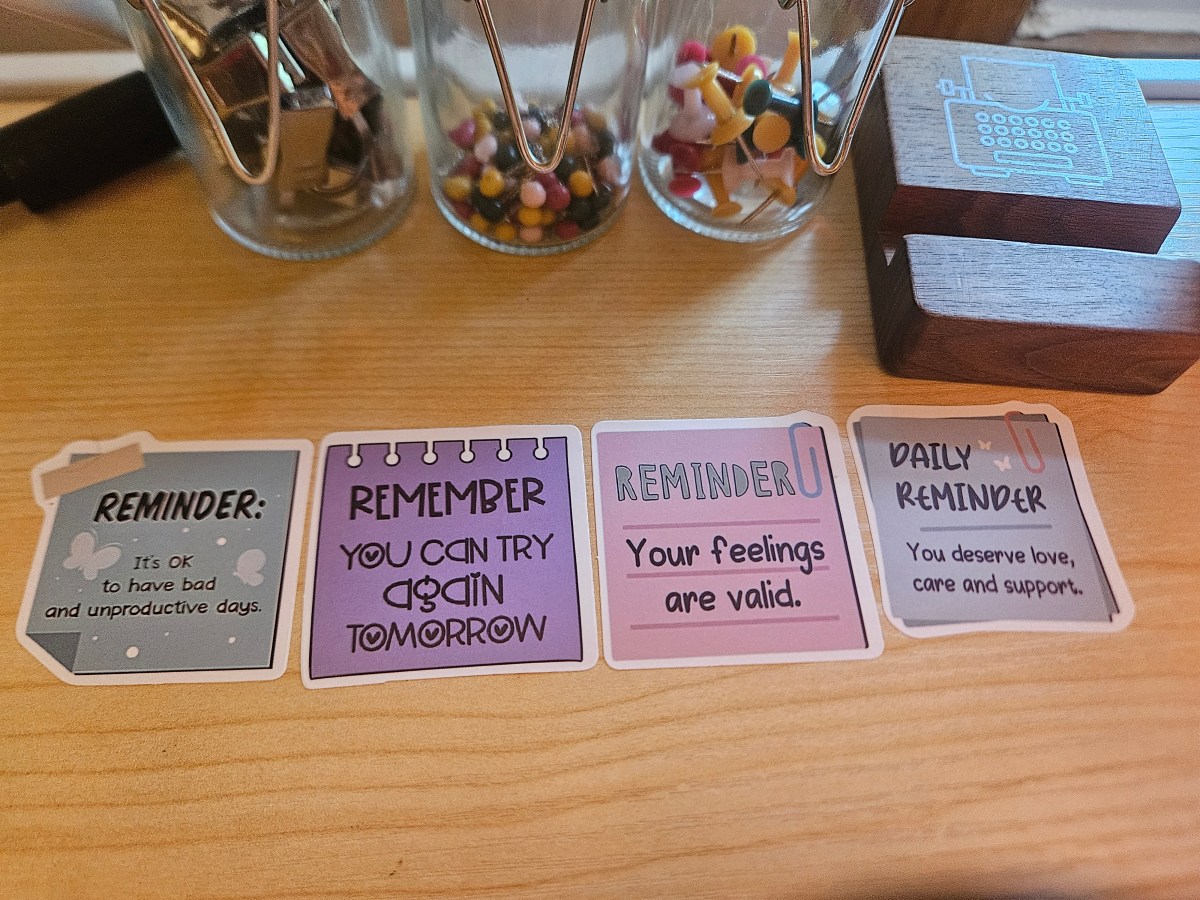 REMINDER:
It's OK
to have bad
and unproductive days.
REMEMBER
YOU CAN TRY
AGAIN
TOMORROW
REMINDER
Your feelings
are valid.
DAILY
REMINDER
You deserve love,
care and support.